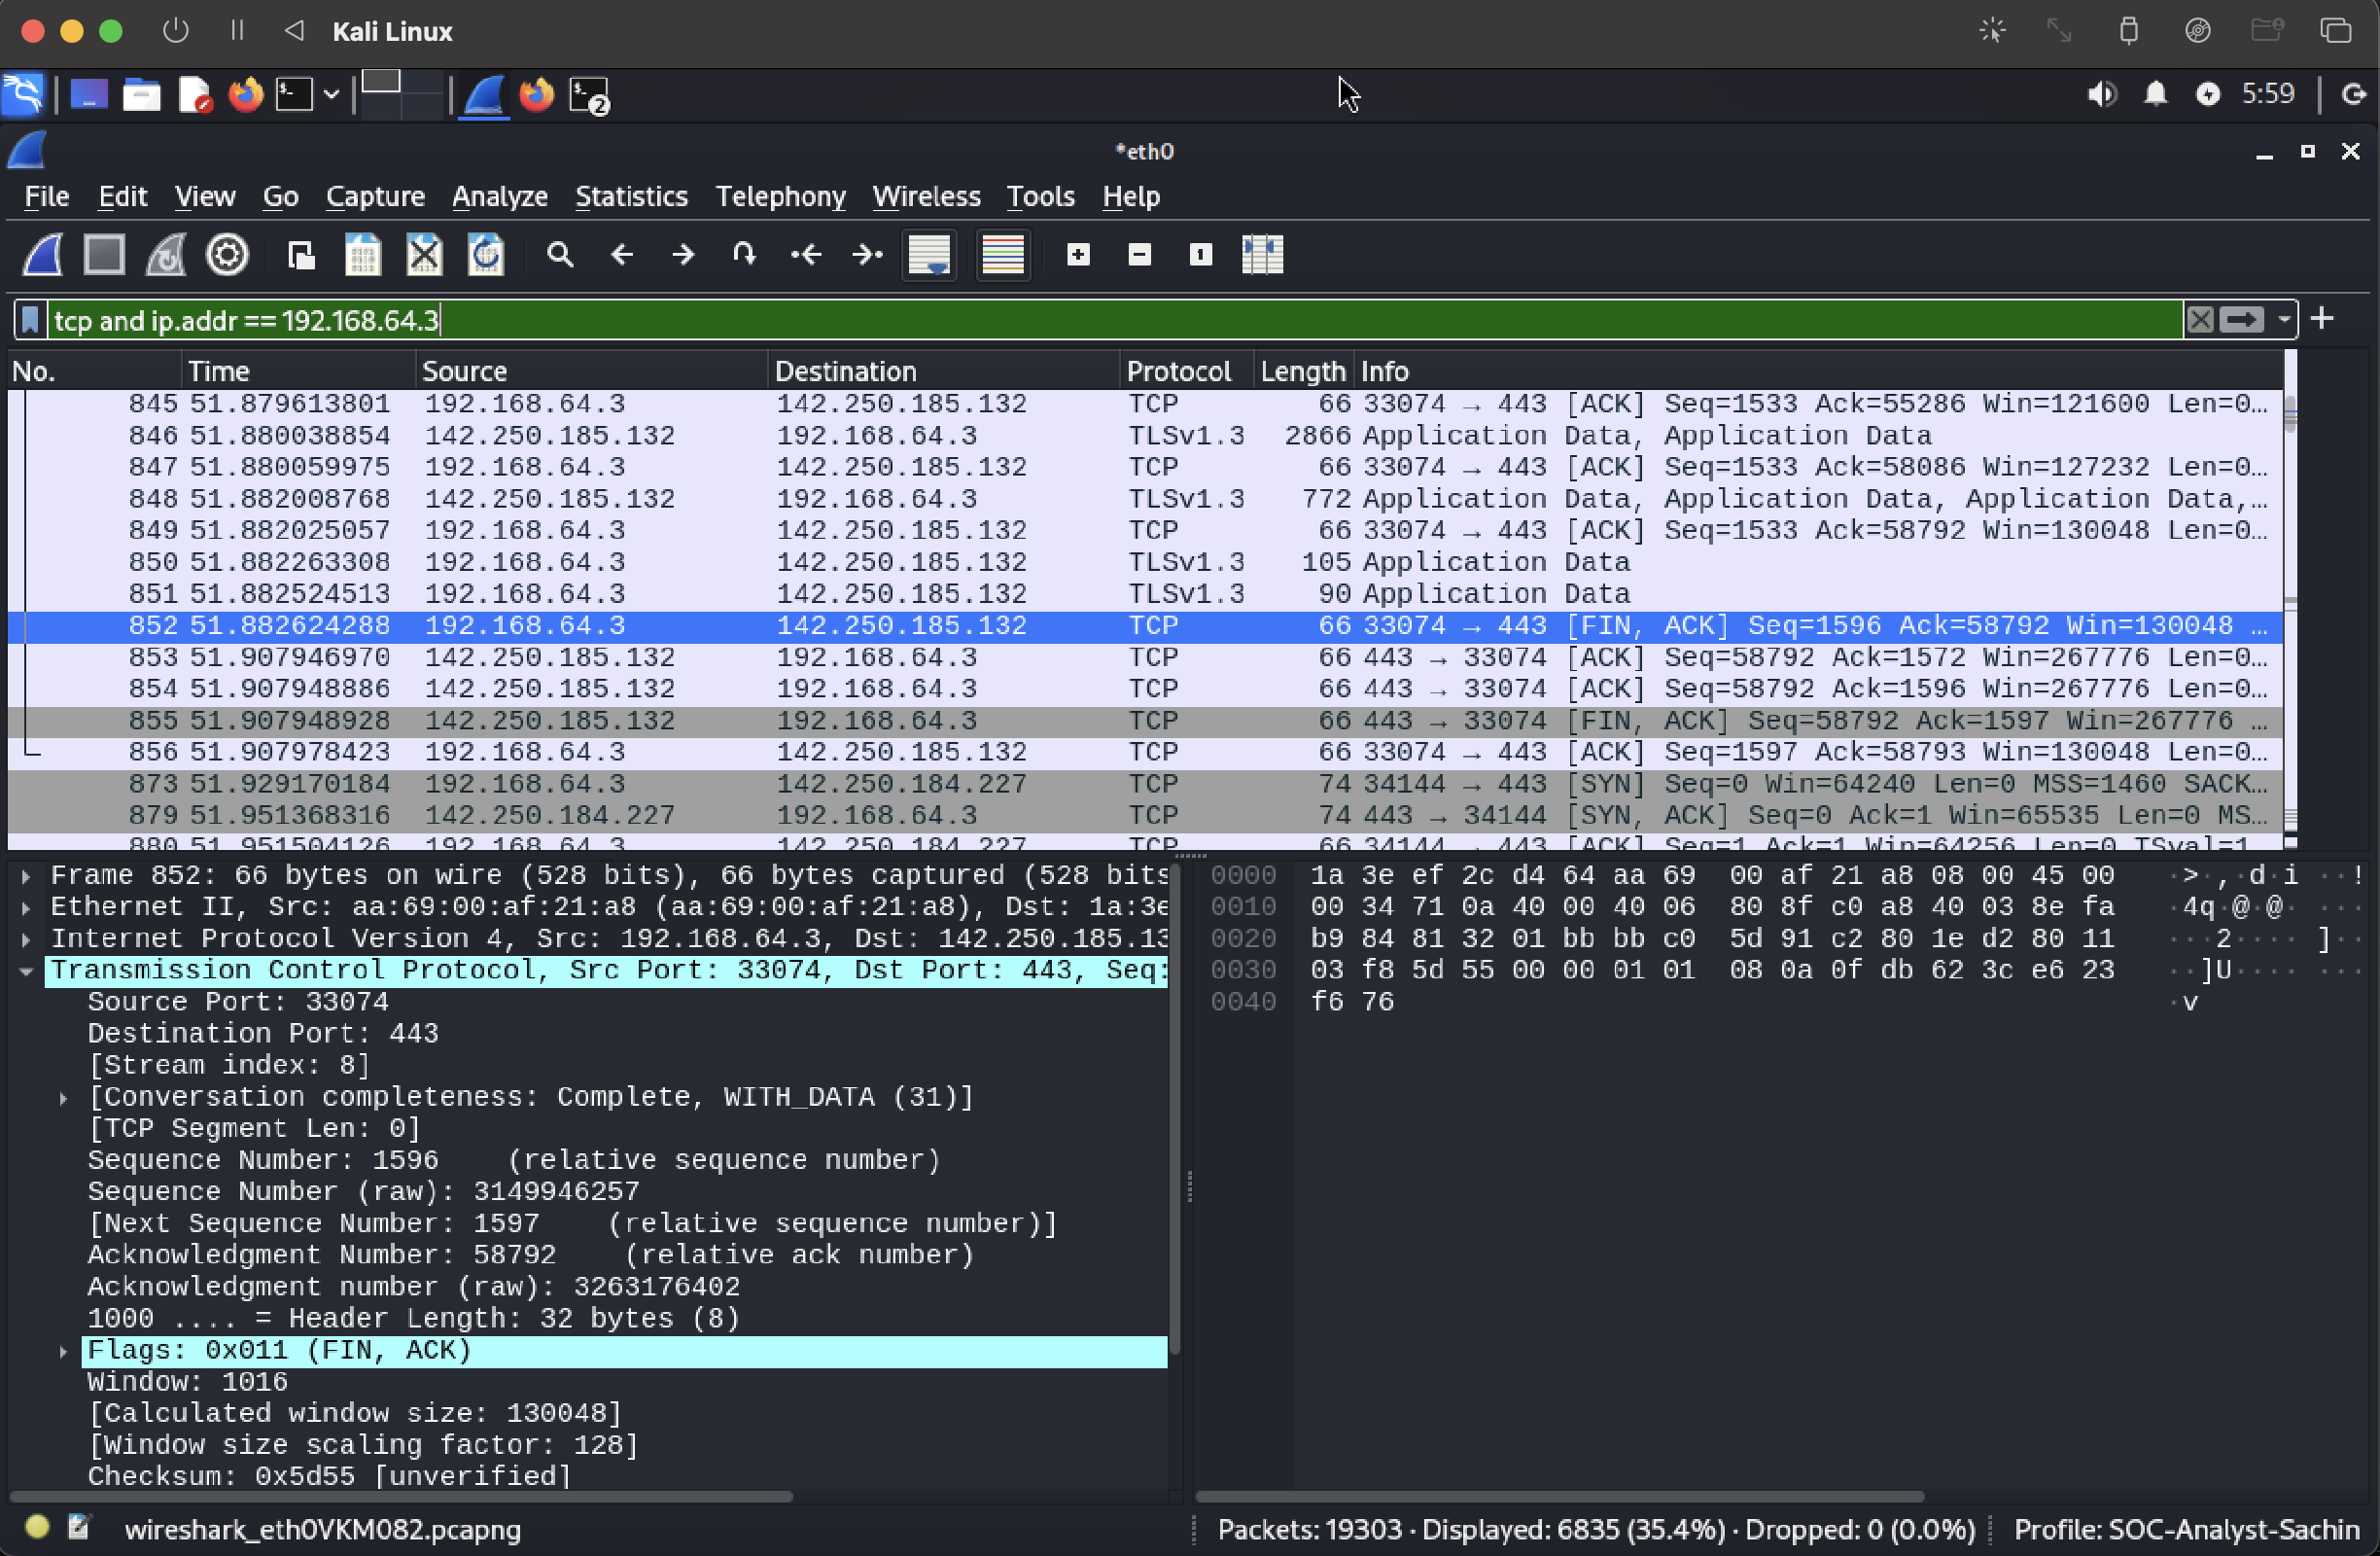 Kali Linux
2
5:59
*eth0
File Edit View Go Capture Analyze Statistics Telephony Wireless Tools Help
tcp and ip.addr == 192.168.64.3
No. Time Source Destination Protocol Length Info
845 51.879613801 192.168.64.3 142.250.185.132 TCP 66 33074 → 443 [ACK] Seq=1533 Ack=55286 Win=121600 Len=0…
846 51.880038854 142.250.185.132 192.168.64.3 TLSv1.3 2866 Application Data, Application Data
847 51.880059975 192.168.64.3 142.250.185.132 TCP 66 33074 → 443 [ACK] Seq=1533 Ack=58086 Win=127232 Len=0…
848 51.882008768 142.250.185.132 192.168.64.3 TLSv1.3 772 Application Data, Application Data, Application Data,…
849 51.882025057 192.168.64.3 142.250.185.132 TCP 66 33074 → 443 [ACK] Seq=1533 Ack=58792 Win=130048 Len=0…
850 51.882263308 192.168.64.3 142.250.185.132 TLSv1.3 105 Application Data
851 51.882524513 192.168.64.3 142.250.185.132 TLSv1.3 90 Application Data
852 51.882624288 192.168.64.3 142.250.185.132 TCP 66 33074 → 443 [FIN, ACK] Seq=1596 Ack=58792 Win=130048 …
853 51.907946970 142.250.185.132 192.168.64.3 TCP 66 443 → 33074 [ACK] Seq=58792 Ack=1572 Win=267776 Len=0…
854 51.907948886 142.250.185.132 192.168.64.3 TCP 66 443 → 33074 [ACK] Seq=58792 Ack=1596 Win=267776 Len=0…
855 51.907948928 142.250.185.132 192.168.64.3 TCP 66 443 → 33074 [FIN, ACK] Seq=58792 Ack=1597 Win=267776 …
856 51.907978423 192.168.64.3 142.250.185.132 TCP 66 33074 → 443 [ACK] Seq=1597 Ack=58793 Win=130048 Len=0…
873 51.929170184 192.168.64.3 142.250.184.227 TCP 74 34144 → 443 [SYN] Seq=0 Win=64240 Len=0 MSS=1460 SACK…
879 51.951368316 142.250.184.227 192.168.64.3 TCP 74 443 → 34144 [SYN, ACK] Seq=0 Ack=1 Win=65535 Len=0 MS…
880 51.951504126 192.168.64.3 142.250.184.227 TCP 66 34144 → 443 [ACK] Seq=1 Ack=1 Win=64256 Len=0 TSval=1…
Frame 852: 66 bytes on wire (528 bits), 66 bytes captured (528 bits
Ethernet II, Src: aa:69:00:af:21:a8 (aa:69:00:af:21:a8), Dst: 1a:3e
Internet Protocol Version 4, Src: 192.168.64.3, Dst: 142.250.185.13
Transmission Control Protocol, Src Port: 33074, Dst Port: 443, Seq:
Source Port: 33074
Destination Port: 443
[Stream index: 8]
[Conversation completeness: Complete, WITH_DATA (31)]
[TCP Segment Len: 0]
Sequence Number: 1596 (relative sequence number)
Sequence Number (raw): 3149946257
[Next Sequence Number: 1597 (relative sequence number)]
Acknowledgment Number: 58792 (relative ack number)
Acknowledgment number (raw): 3263176402
1000 .... = Header Length: 32 bytes (8)
Flags: 0x011 (FIN, ACK)
Window: 1016
[Calculated window size: 130048]
[Window size scaling factor: 128]
Checksum: 0x5d55 [unverified]
0000 1a 3e ef 2c d4 64 aa 69 00 af 21 a8 08 00 45 00 ·>·,·d·i ··!
0010 00 34 71 0a 40 00 40 06 80 8f c0 a8 40 03 8e fa ·4q·@·@· ···
0020 b9 84 81 32 01 bb bb c0 5d 91 c2 80 1e d2 80 11 ···2···· ]··
0030 03 f8 5d 55 00 00 01 01 08 0a 0f db 62 3c e6 23 ··]U···· ···
0040 f6 76 ·v
wireshark_eth0VKM082.pcapng
Packets: 19303 · Displayed: 6835 (35.4%) · Dropped: 0 (0.0%)
Profile: SOC-Analyst-Sachin